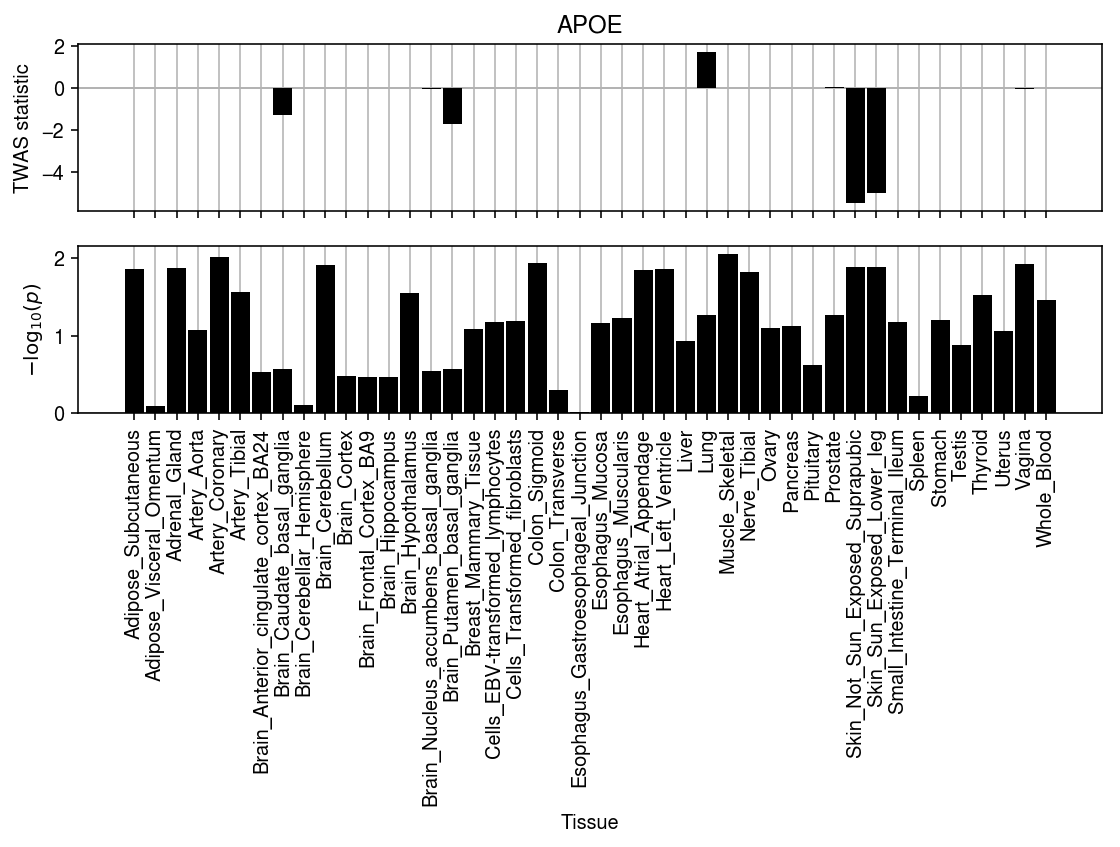 APOE
TWAS statistic
2
0
−2
−4
−log10(p)
2
1
0
Adipose_Subcutaneous
Adipose_Visceral_Omentum
Adrenal_Gland
Artery_Aorta
Artery_Coronary
Artery_Tibial
Brain_Anterior_cingulate_cortex_BA24
Brain_Caudate_basal_ganglia
Brain_Cerebellar_Hemisphere
Brain_Cerebellum
Brain_Cortex
Brain_Frontal_Cortex_BA9
Brain_Hippocampus
Brain_Hypothalamus
Brain_Nucleus_accumbens_basal_ganglia
Brain_Putamen_basal_ganglia
Breast_Mammary_Tissue
Cells_EBV-transformed_lymphocytes
Cells_Transformed_fibroblasts
Colon_Sigmoid
Colon_Transverse
Esophagus_Gastroesophageal_Junction
Esophagus_Mucosa
Esophagus_Muscularis
Heart_Atrial_Appendage
Heart_Left_Ventricle
Liver
Lung
Muscle_Skeletal
Nerve_Tibial
Ovary
Pancreas
Pituitary
Prostate
Skin_Not_Sun_Exposed_Suprapubic
Skin_Sun_Exposed_Lower_leg
Small_Intestine_Terminal_Ileum
Spleen
Stomach
Testis
Thyroid
Uterus
Vagina
Whole_Blood
Tissue